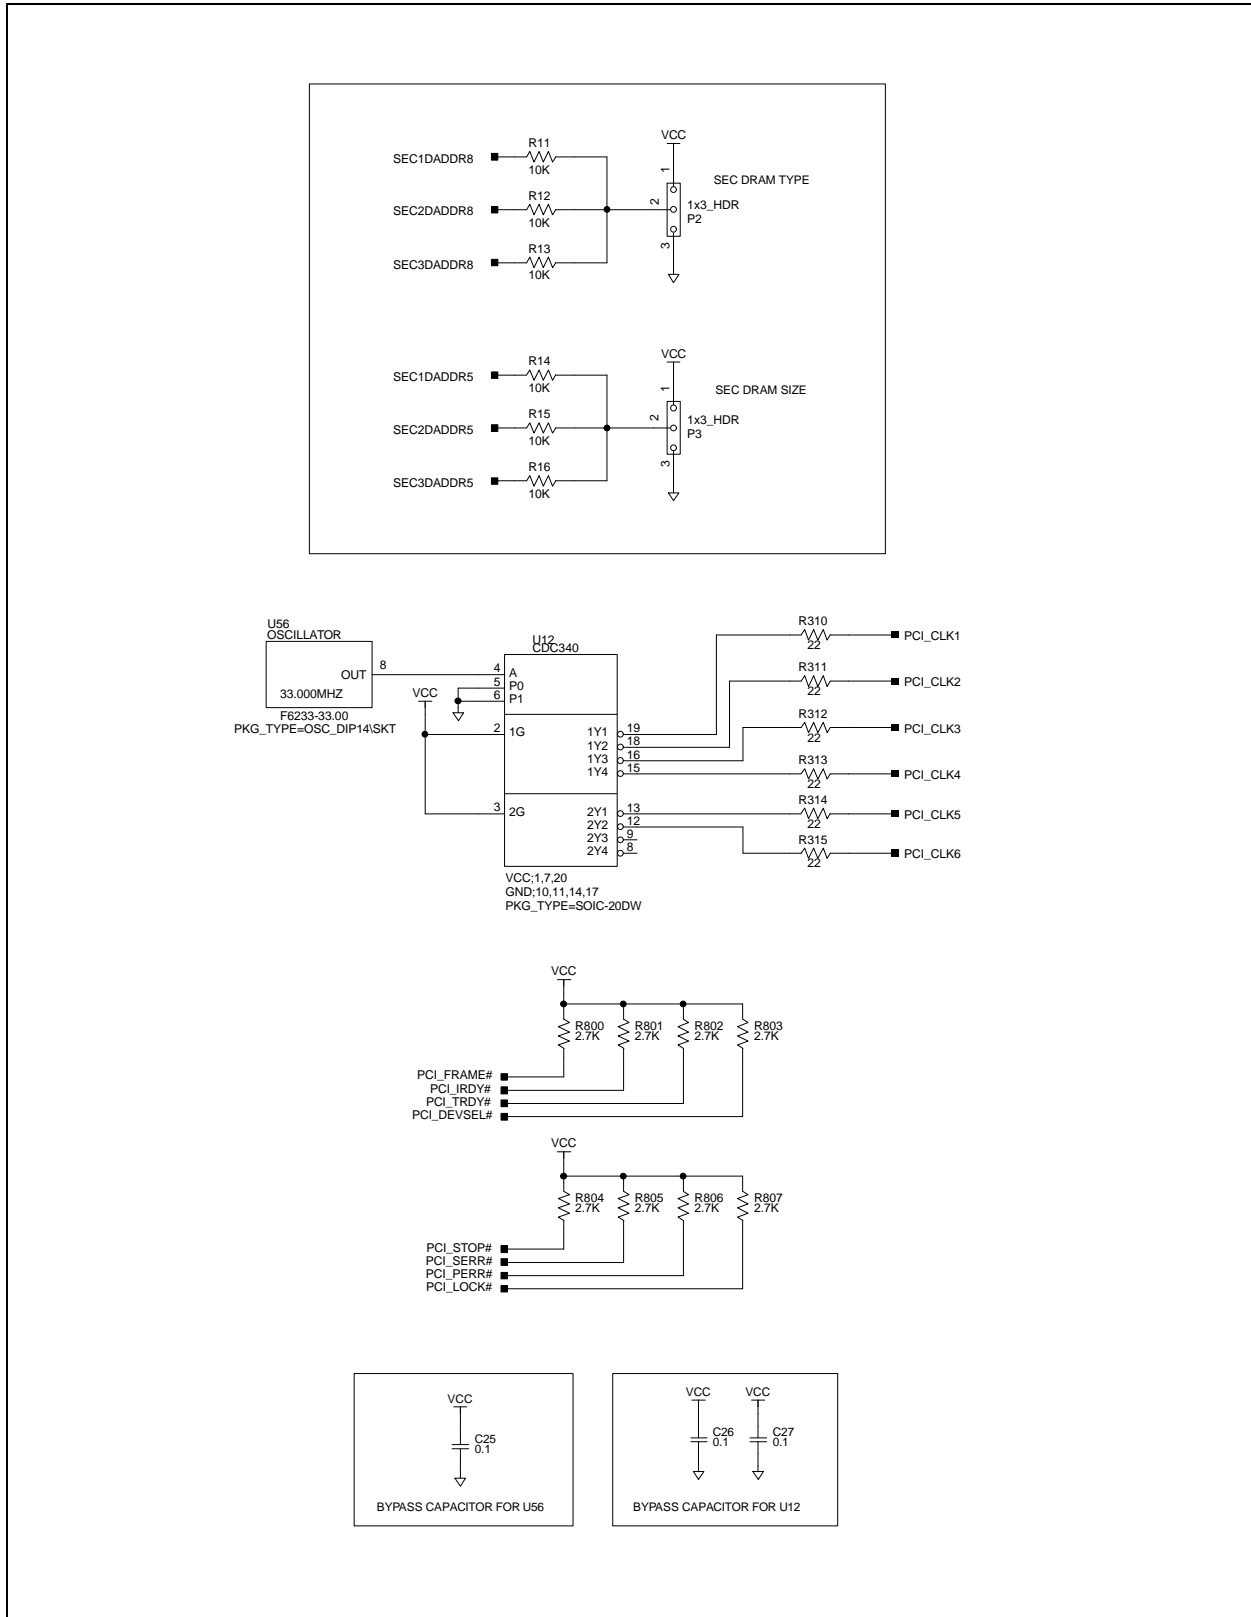 VCC
R11
SEC1DADDR8
10K
1
SEC DRAM TYPE
R12
SEC2DADDR8
10K
2
1x3_HDR
P2
R13
SEC3DADDR8
10K
3
VCC
R14
SEC1DADDR5
10K
1
SEC DRAM SIZE
R15
SEC2DADDR5
10K
2
1x3_HDR
P3
R16
SEC3DADDR5
10K
3
U56
OSCILLATOR
OUT
8
33.000MHZ
F6233-33.00
PKG_TYPE=OSC_DIP14\SKT
VCC
U12
CDC340
4 A
5 P0
6 P1
2 1G
1Y1 19
1Y2 18
1Y3 16
1Y4 15
3 2G
2Y1 13
2Y2 12
2Y3 9
2Y4 8
VCC;1,7,20
GND;10,11,14,17
PKG_TYPE=SOIC-20DW
R310
22
PCI_CLK1
R311
22
PCI_CLK2
R312
22
PCI_CLK3
R313
22
PCI_CLK4
R314
22
PCI_CLK5
R315
22
PCI_CLK6
VCC
R800
2.7K
R801
2.7K
R802
2.7K
R803
2.7K
PCI_FRAME#
PCI_IRDY#
PCI_TRDY#
PCI_DEVSEL#
VCC
R804
2.7K
R805
2.7K
R806
2.7K
R807
2.7K
PCI_STOP#
PCI_SERR#
PCI_PERR#
PCI_LOCK#
VCC
C25
0.1
BYPASS CAPACITOR FOR U56
VCC
C26
0.1
VCC
C27
0.1
BYPASS CAPACITOR FOR U12